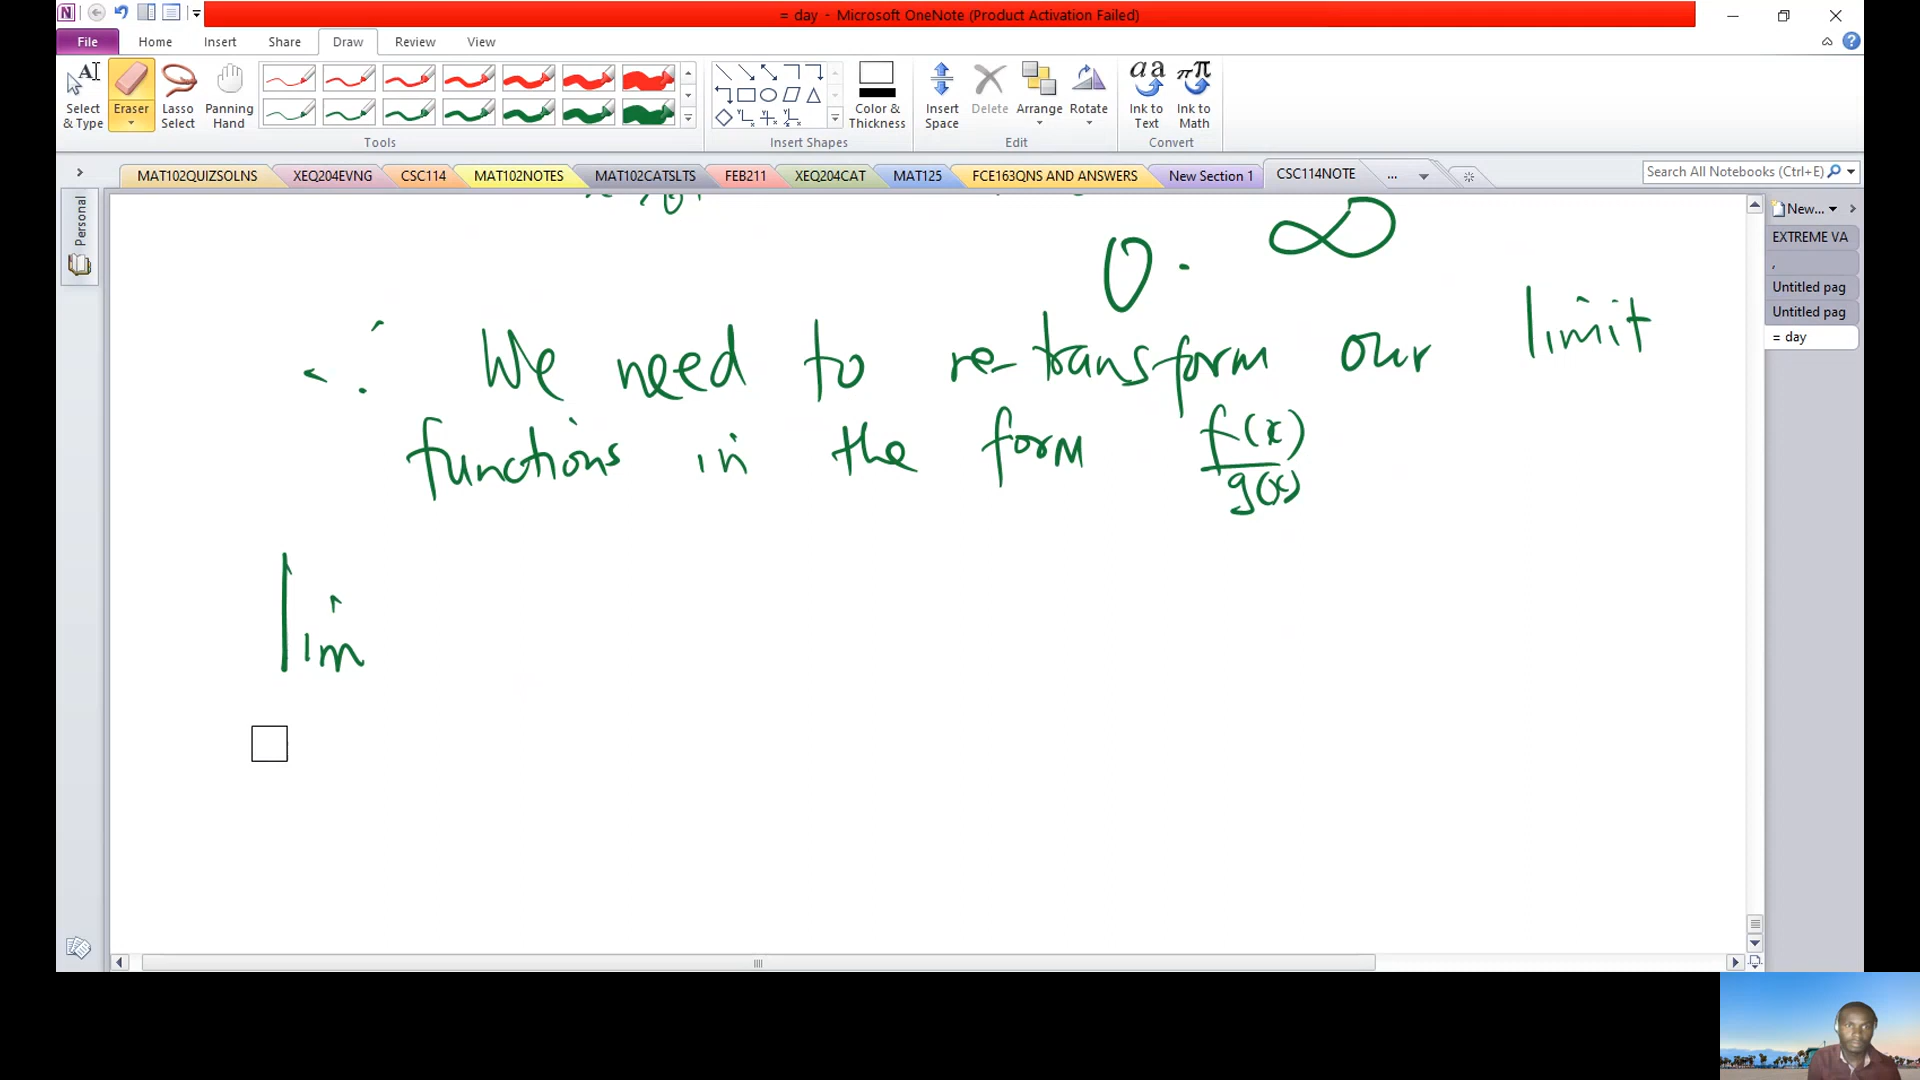 = day - Microsoft OneNote (Product Activation Failed)
File Home Insert Share Draw Review View
Select & Type
Eraser
Lasso Select
Panning Hand
Color & Thickness
Insert Space
Delete
Arrange
Rotate
Ink to Text
Ink to Math
Tools
Insert Shapes
Edit
Convert
MAT102QUIZSOLNS XEQ204EVNG CSC114 MAT102NOTES MAT102CATSLTS FEB211 XEQ204CAT MAT125 FCE163QNS AND ANSWERS New Section 1 CSC114NOTE ...
Search All Notebooks (Ctrl+E)
Personal
New...
EXTREME VA
,
Untitled pag
Untitled pag
= day
0 · ∞
∴ We need to re-transform our limit
functions in the form f(x)/g(x)
lim